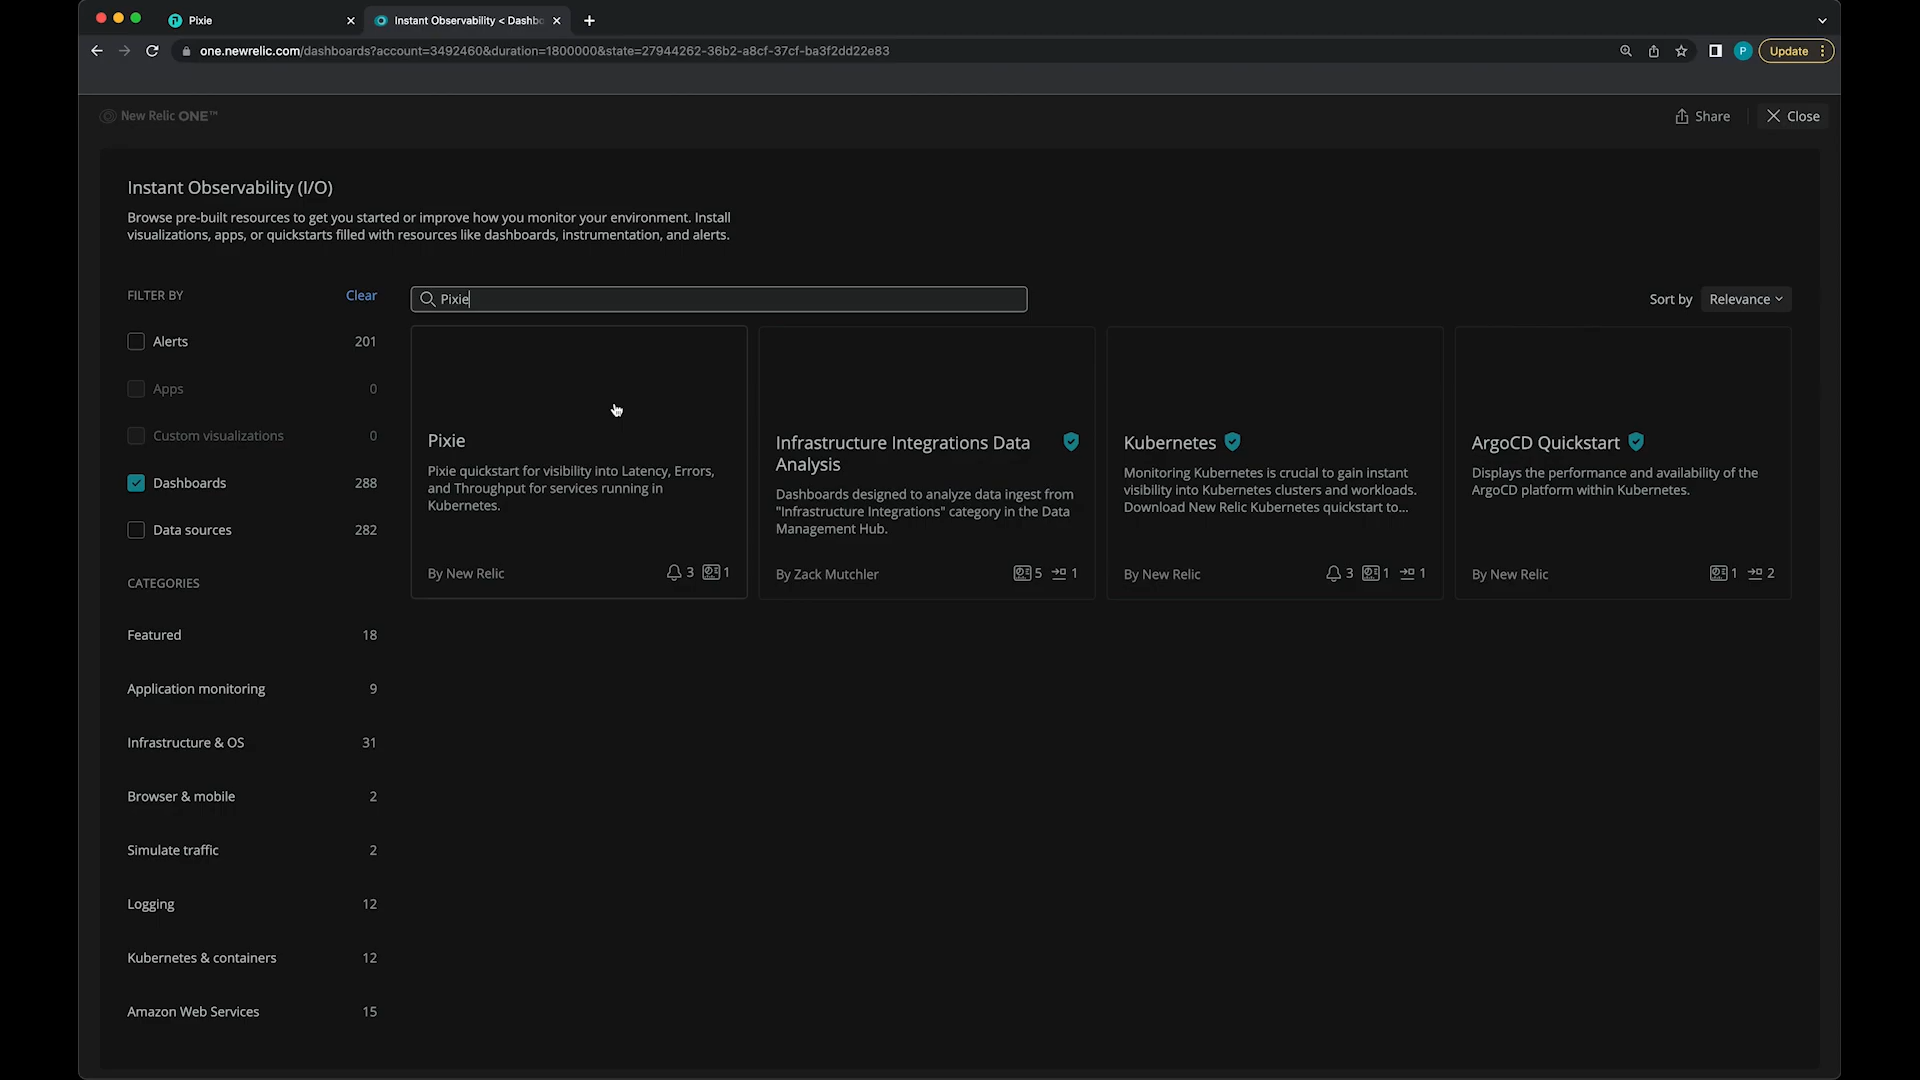 Pixie
Instant Observability < Dashbo
one.newrelic.com/dashboards?account=3492460&duration=1800000&state=27944262-36b2-a8cf-37cf-ba3f2dd22e83
P
Update
New Relic ONE™
Share
Close
Instant Observability (I/O)
Browse pre-built resources to get you started or improve how you monitor your environment. Install
visualizations, apps, or quickstarts filled with resources like dashboards, instrumentation, and alerts.
FILTER BY
Clear
Pixie
Sort by
Relevance
Alerts 201
Apps 0
Custom visualizations 0
Dashboards 288
Data sources 282
CATEGORIES
Featured 18
Application monitoring 9
Infrastructure & OS 31
Browser & mobile 2
Simulate traffic 2
Logging 12
Kubernetes & containers 12
Amazon Web Services 15
Pixie
Pixie quickstart for visibility into Latency, Errors,
and Throughput for services running in
Kubernetes.
By New Relic 3 1
Infrastructure Integrations Data
Analysis
Dashboards designed to analyze data ingest from
"Infrastructure Integrations" category in the Data
Management Hub.
By Zack Mutchler 5 1
Kubernetes
Monitoring Kubernetes is crucial to gain instant
visibility into Kubernetes clusters and workloads.
Download New Relic Kubernetes quickstart to...
By New Relic 3 1 1
ArgoCD Quickstart
Displays the performance and availability of the
ArgoCD platform within Kubernetes.
By New Relic 1 2